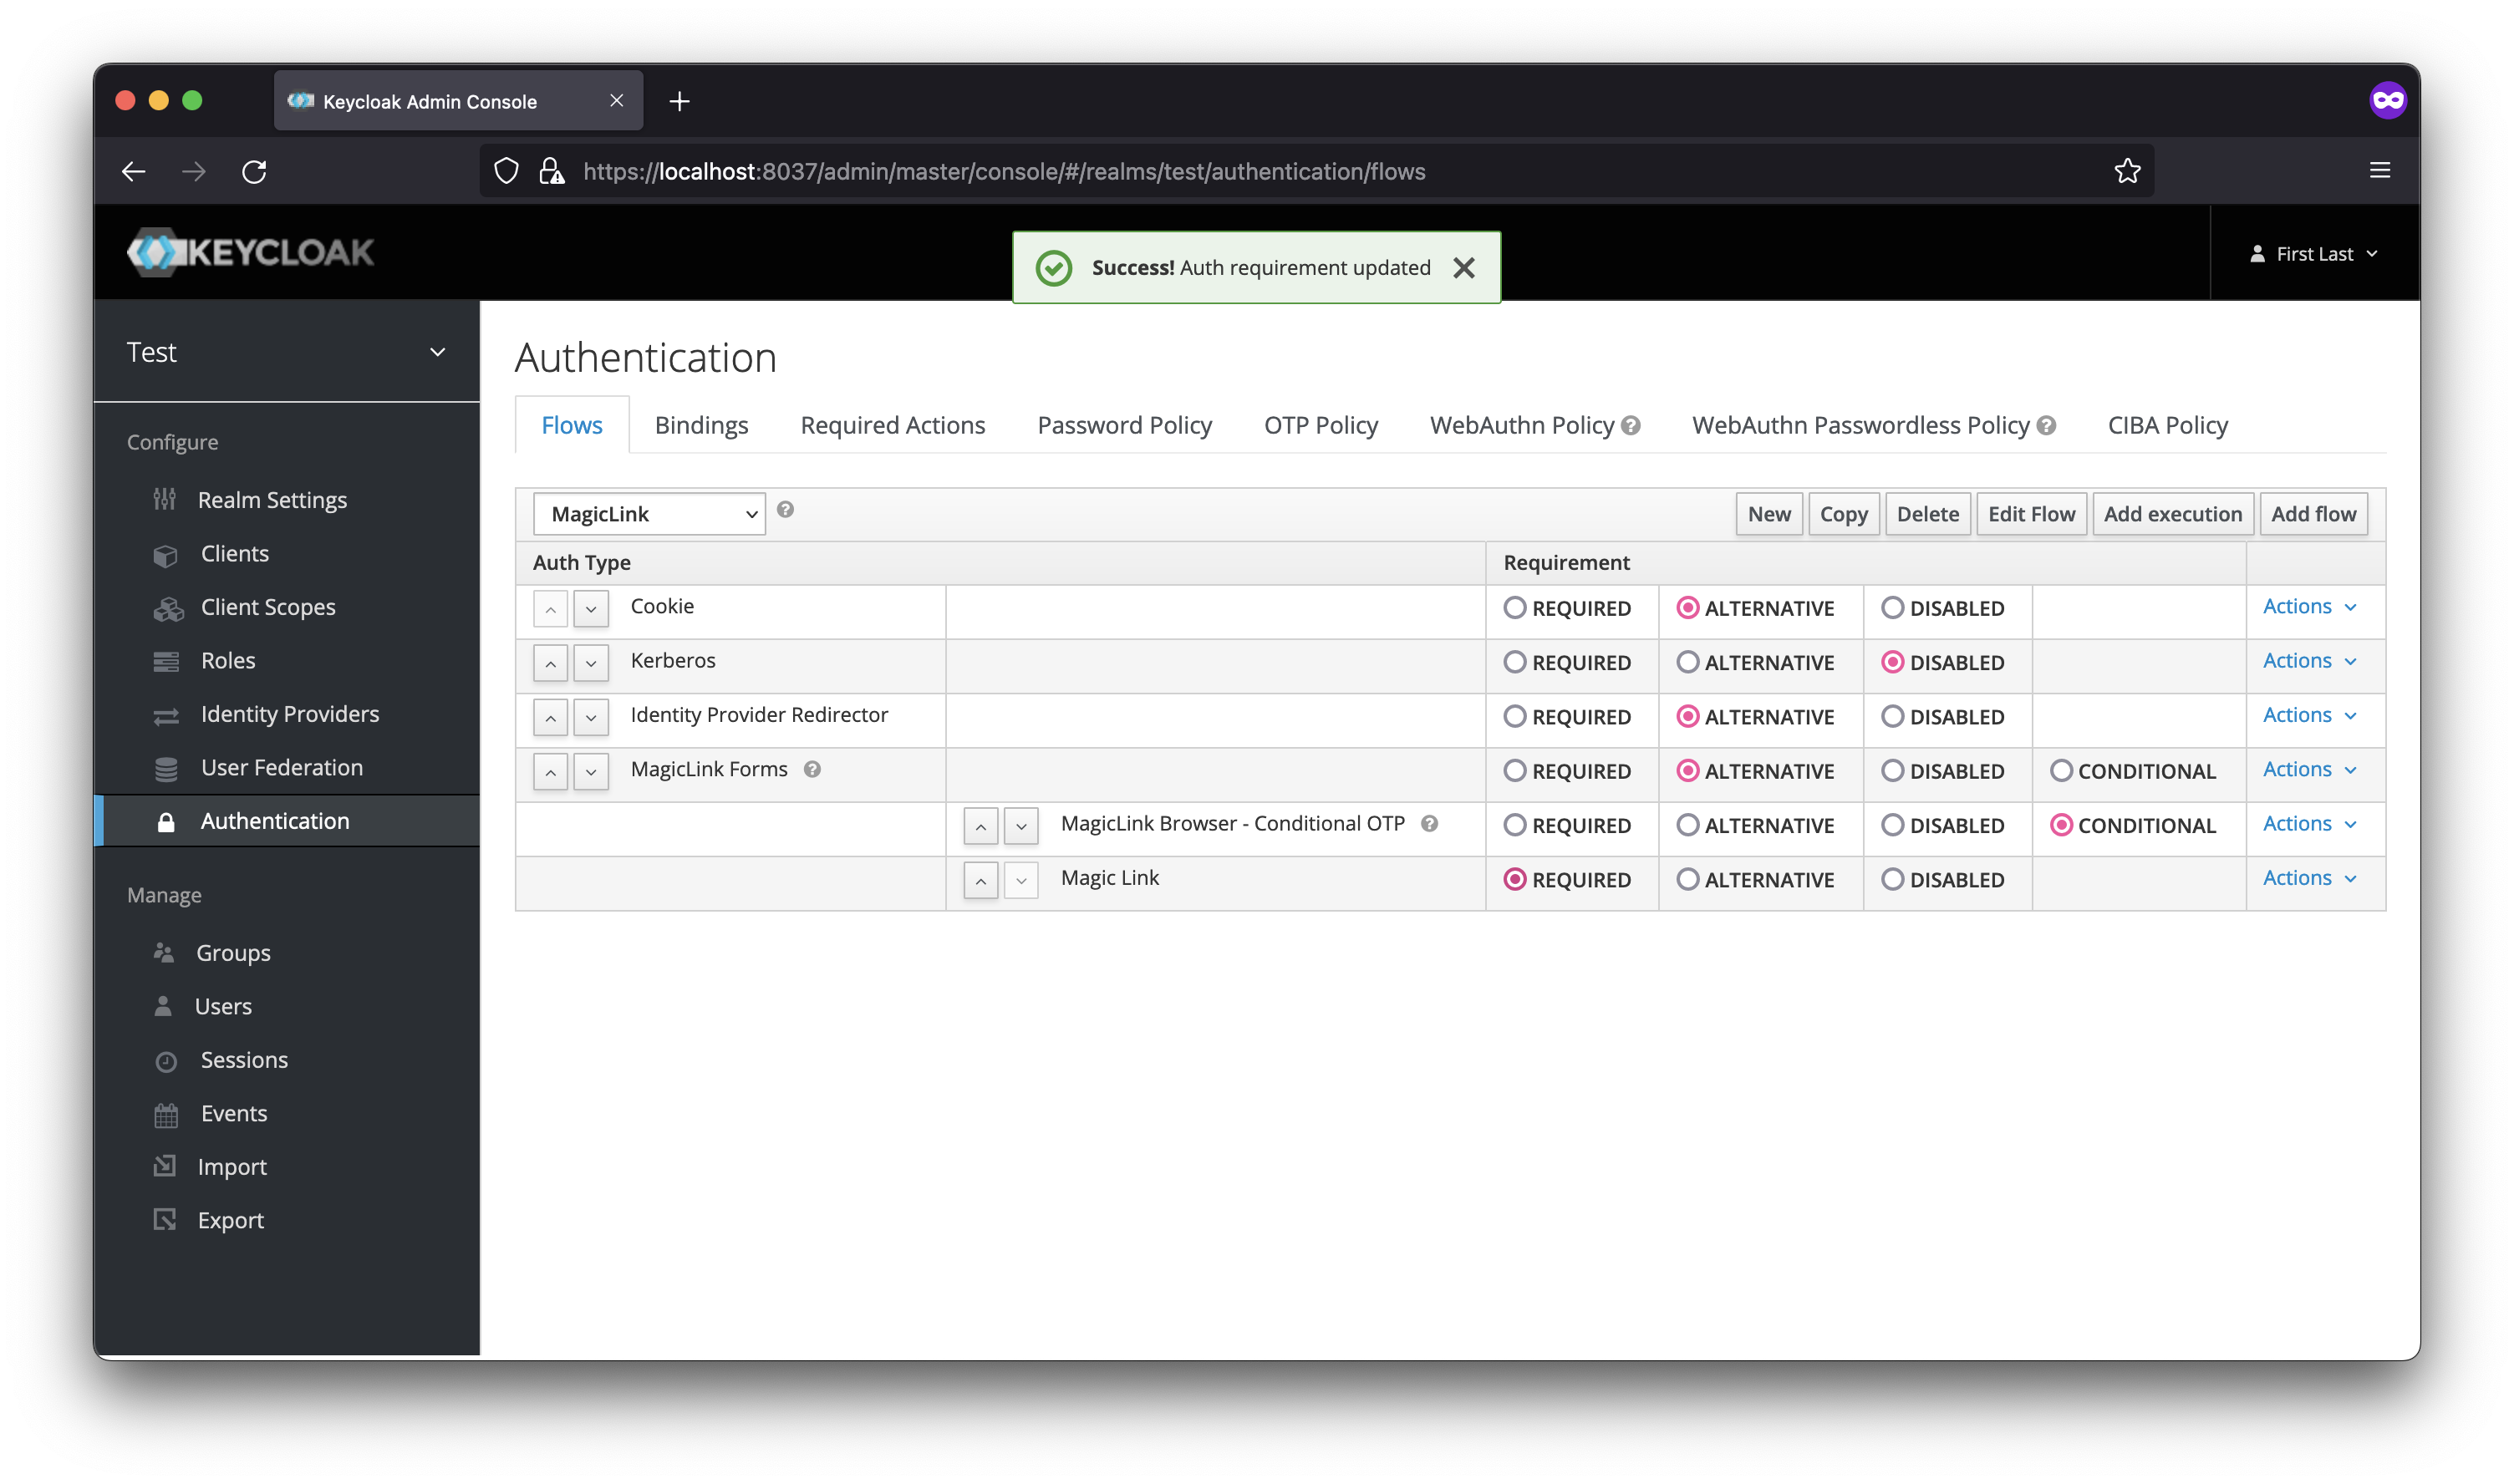 Keycloak Admin Console
https://localhost:8037/admin/master/console/#/realms/test/authentication/flows
KEYCLOAK
Success! Auth requirement updated
First Last
Test
Configure
Realm Settings
Clients
Client Scopes
Roles
Identity Providers
User Federation
Authentication
Manage
Groups
Users
Sessions
Events
Import
Export
Authentication
Flows Bindings Required Actions Password Policy OTP Policy WebAuthn Policy WebAuthn Passwordless Policy CIBA Policy
MagicLink New Copy Delete Edit Flow Add execution Add flow
Auth Type Requirement
Cookie REQUIRED ALTERNATIVE DISABLED Actions
Kerberos REQUIRED ALTERNATIVE DISABLED Actions
Identity Provider Redirector REQUIRED ALTERNATIVE DISABLED Actions
MagicLink Forms REQUIRED ALTERNATIVE DISABLED CONDITIONAL Actions
MagicLink Browser - Conditional OTP REQUIRED ALTERNATIVE DISABLED CONDITIONAL Actions
Magic Link REQUIRED ALTERNATIVE DISABLED Actions